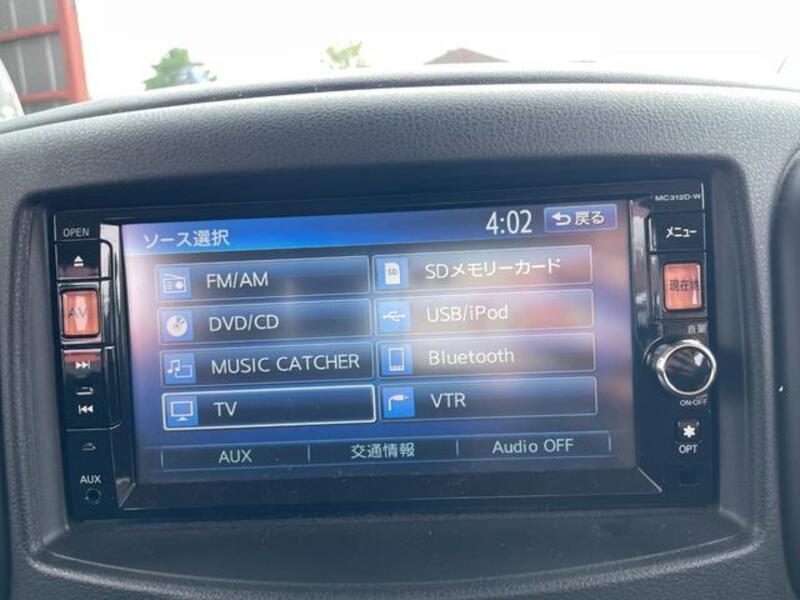 MC312D-W
OPEN
ソース選択
4:02
戻る
メニュー
FM/AM
SDメモリーカード
AV
現在地
DVD/CD
USB/iPod
音量
MUSIC CATCHER
Bluetooth
TV
VTR
ON·OFF
AUX
交通情報
Audio OFF
OPT
AUX